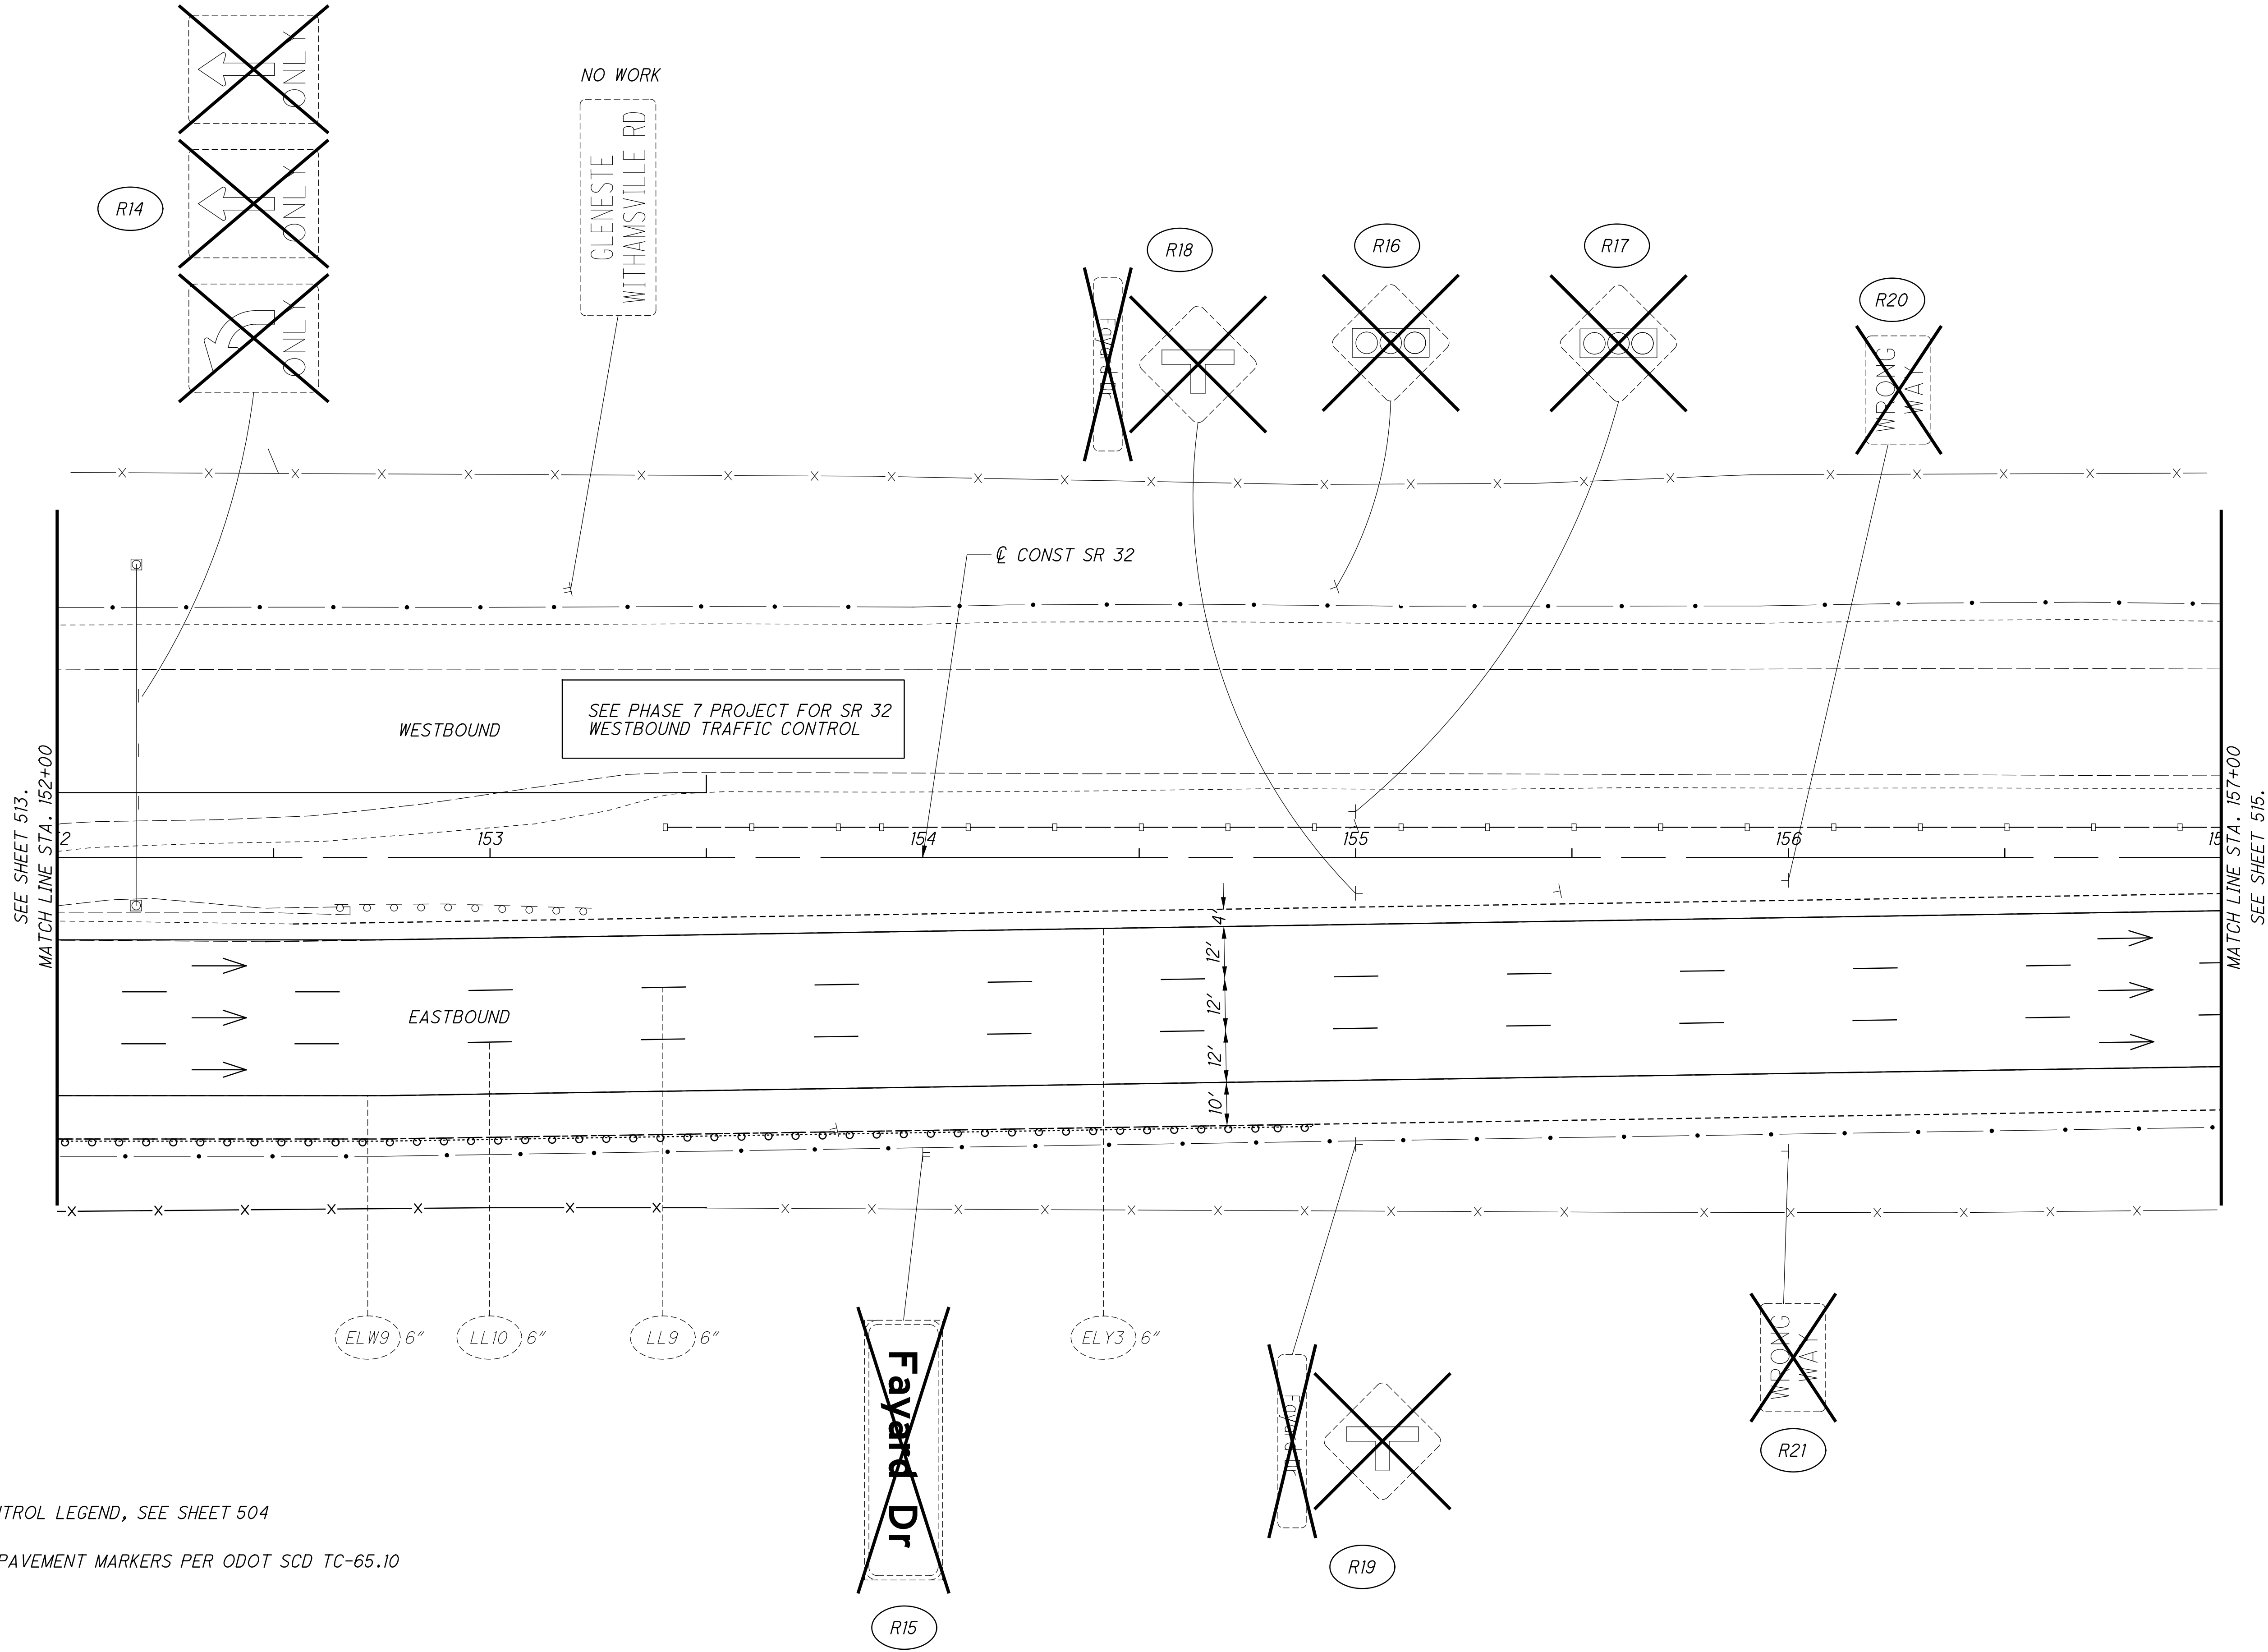 ONLY
ONLY
ONLY
R14
NO WORK
GLENESTE
WITHAMSVILLE RD
R18
R16
R17
R20
WRONG
WAY
℄ CONST SR 32
WESTBOUND
SEE PHASE 7 PROJECT FOR SR 32
WESTBOUND TRAFFIC CONTROL
SEE SHEET 513.
MATCH LINE STA. 152+00
2
153
154
155
156
15
MATCH LINE STA. 157+00
SEE SHEET 515.
4'
12'
12'
12'
10'
EASTBOUND
ELW9 6"
LL10 6"
LL9 6"
ELY3 6"
Fayard Dr
R15
R19
WRONG
WAY
R21
NTROL LEGEND, SEE SHEET 504
PAVEMENT MARKERS PER ODOT SCD TC-65.10